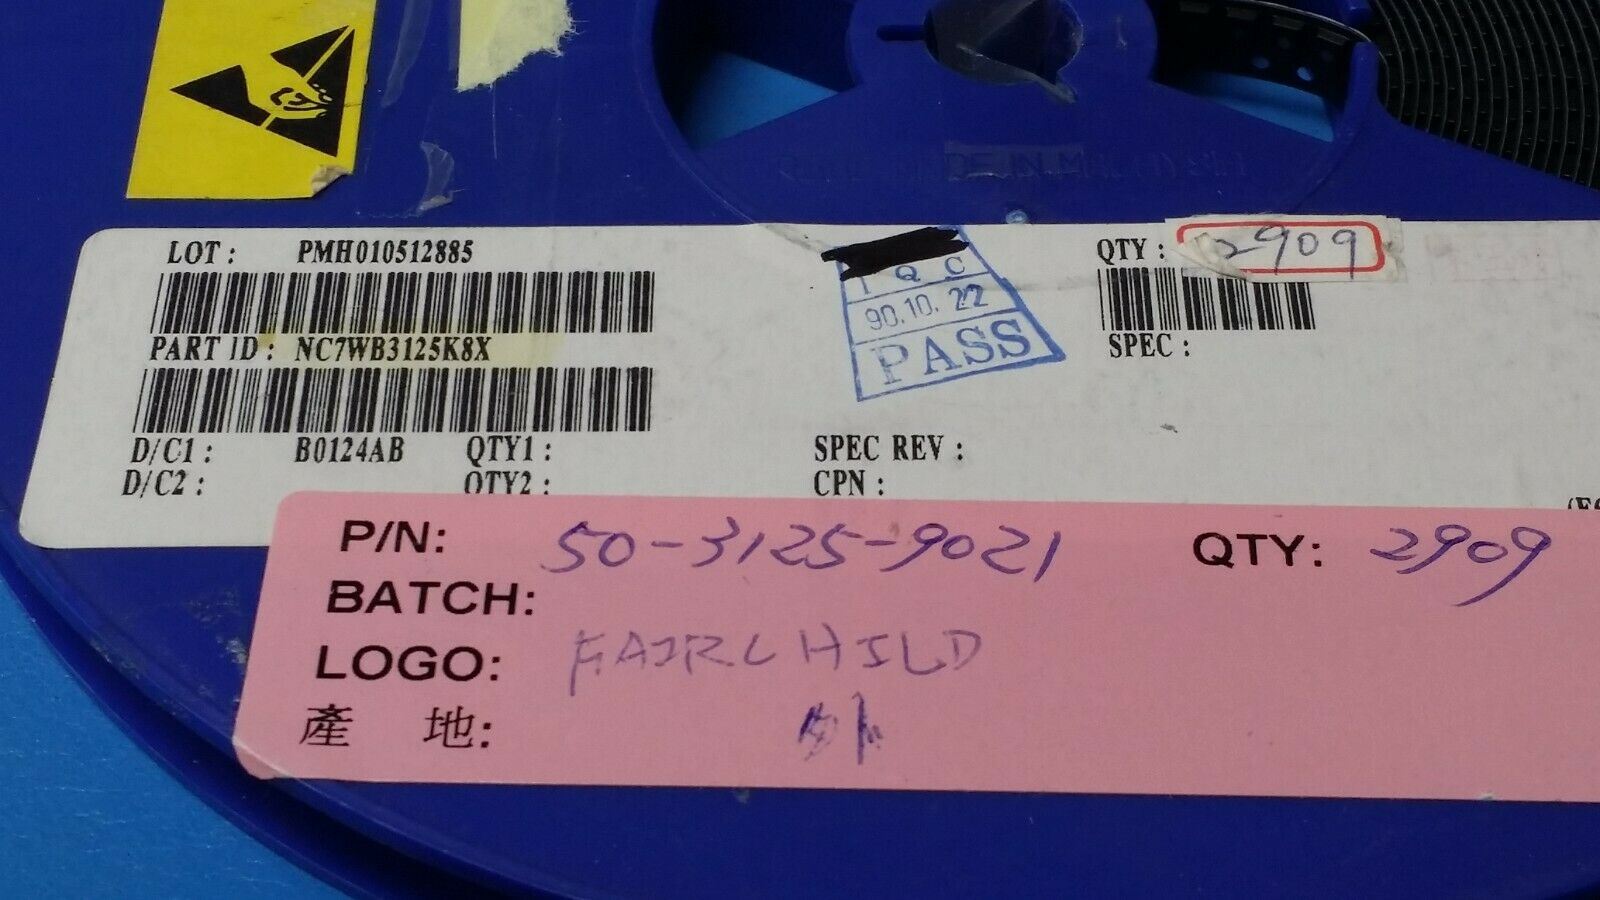 LOT : PMH010512885
QTY : 2909
Q C
90.10.22
PASS
PART ID : NC7WB3125K8X
SPEC :
D/C1 : B0124AB QTY1 :
SPEC REV :
D/C2 : QTY2 :
CPN :
P/N: 50-3125-9021 QTY: 2909
BATCH:
LOGO: FAIRCHILD
產 地: 外